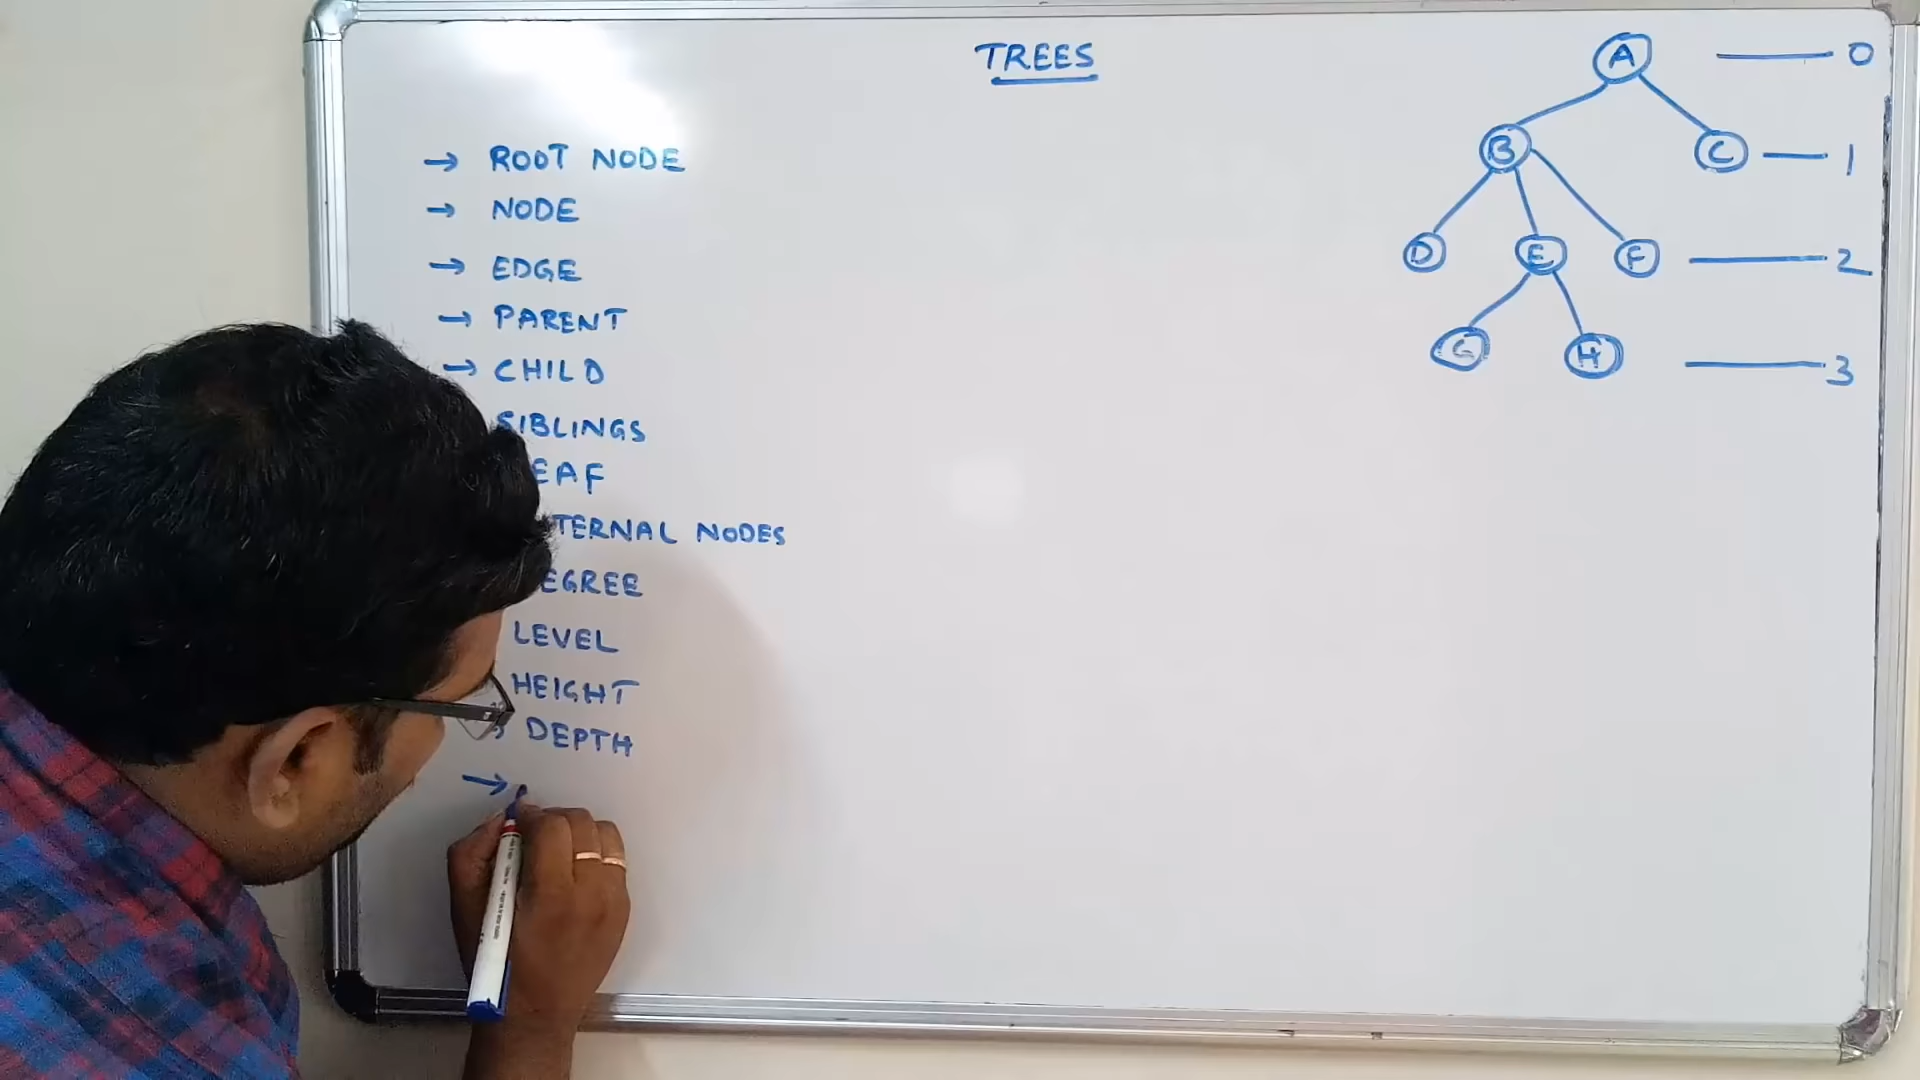 TREES
→ ROOT NODE
→ NODE
→ EDGE
→ PARENT
→ CHILD
SIBLINGS
EAF
TERNAL NODES
EGREE
LEVEL
HEIGHT
DEPTH
→
A 0
B C 1
D E F 2
G H 3